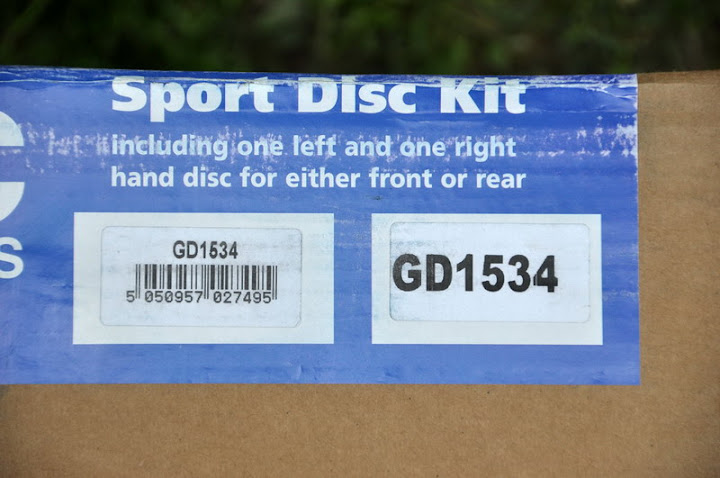 Sport Disc Kit
including one left and one right
hand disc for either front or rear
C
S
GD1534
5 050957 027495
GD1534